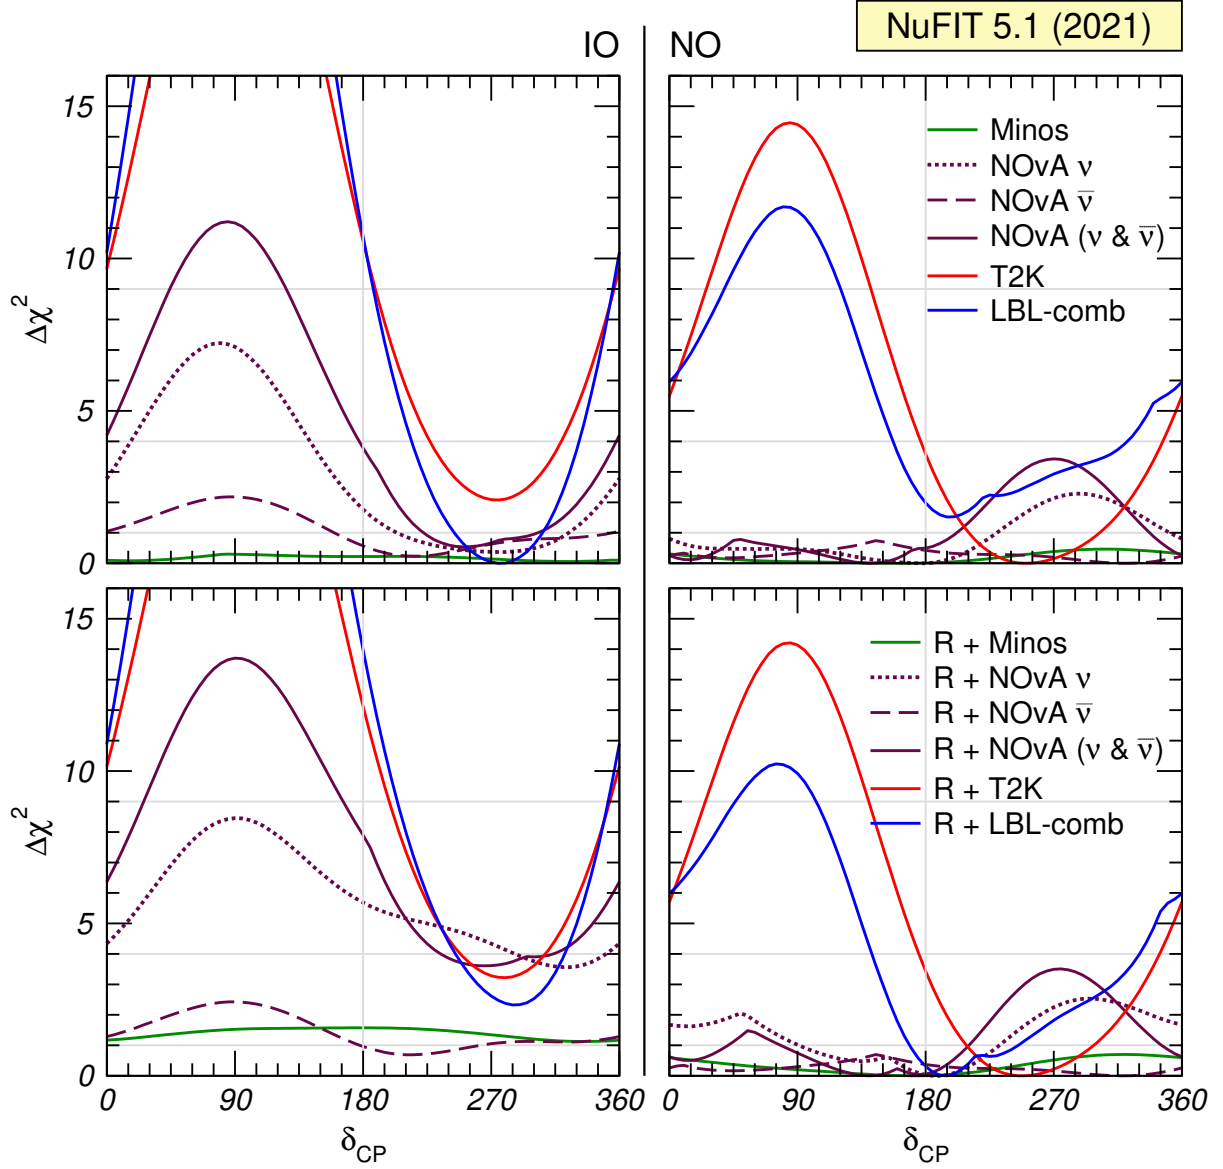 NuFIT 5.1 (2021)
IO NO
15
10
5
0
Δχ²
Minos
NOvA ν
NOvA ν̅
NOvA (ν & ν̅)
T2K
LBL-comb
15
10
5
0
Δχ²
R + Minos
R + NOvA ν
R + NOvA ν̅
R + NOvA (ν & ν̅)
R + T2K
R + LBL-comb
0 90 180 270 360 0 90 180 270 360
δCP δCP